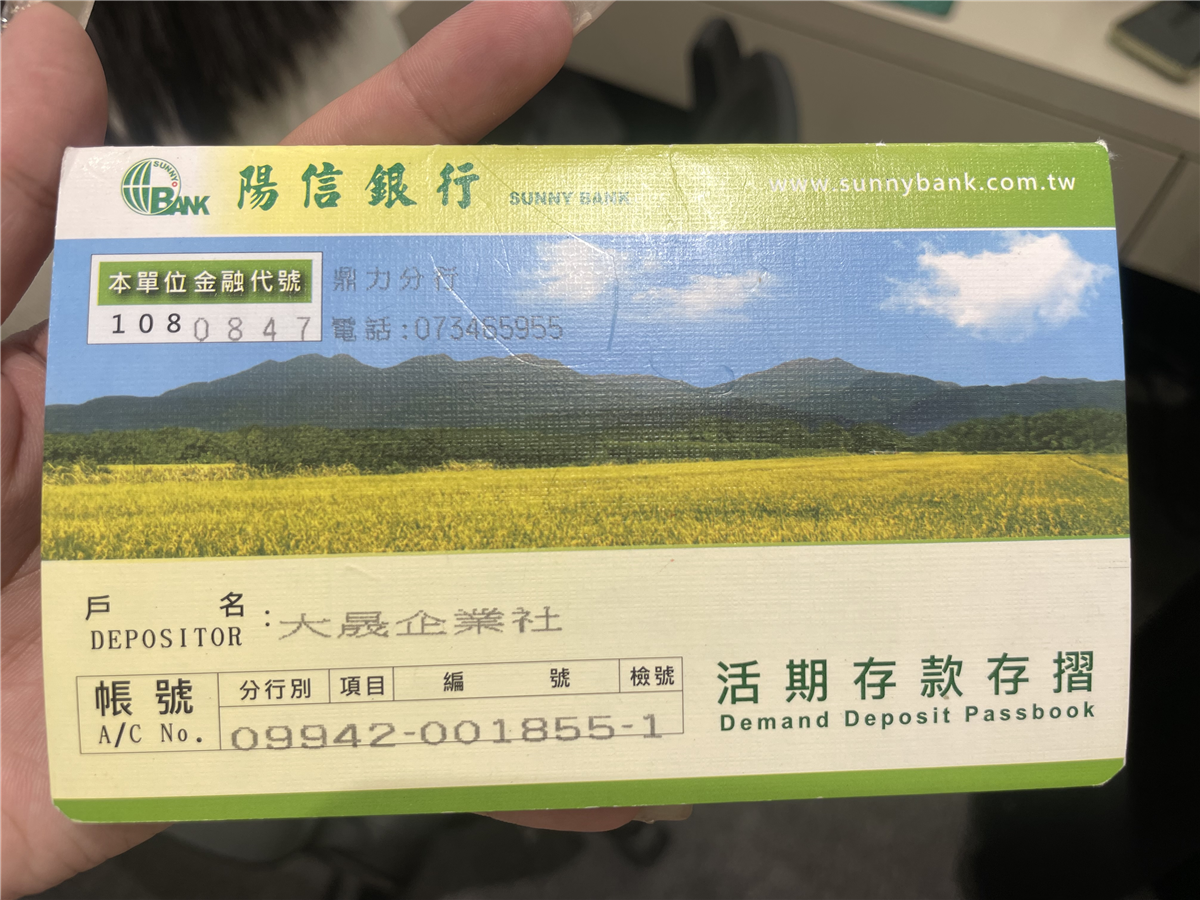 SUNNY BANK 陽信銀行 SUNNY BANK www.sunnybank.com.tw
本單位金融代號 鼎力分行
108 0847 電話:073465955
戶名:大晟企業社
DEPOSITOR
帳號 分行別 項目 編號 檢號
A/C No. 09942-001855-1
活期存款存摺
Demand Deposit Passbook